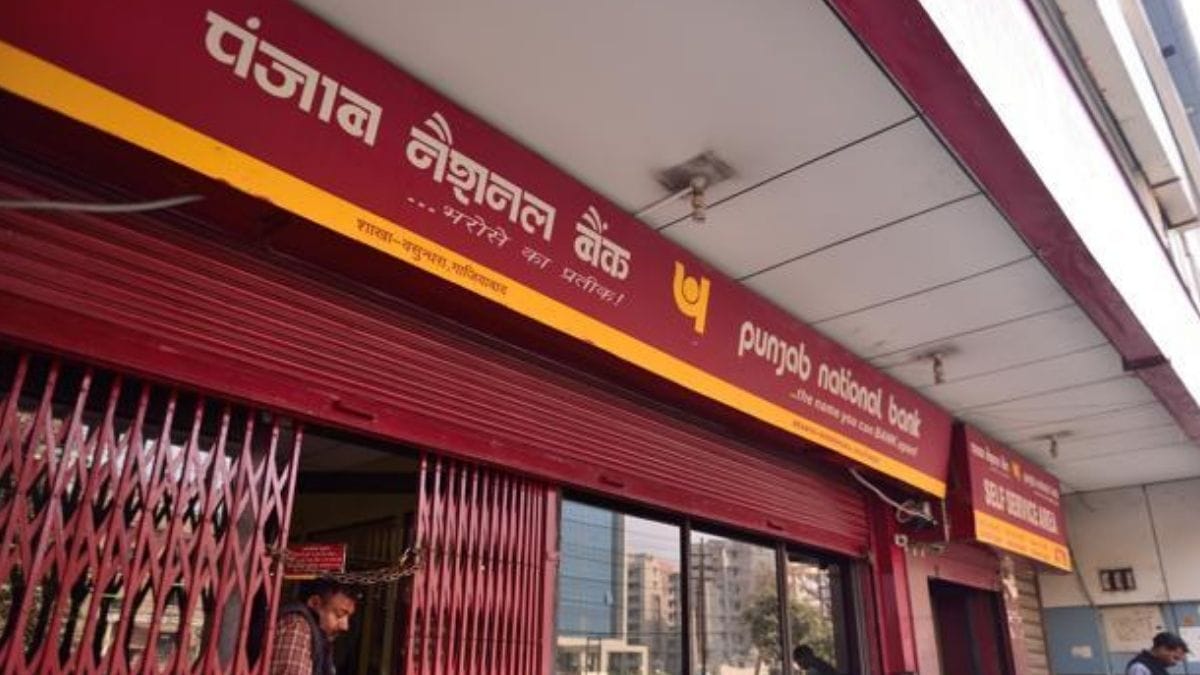 पंजाब नैशनल बैंक
...भरोसे का प्रतीक!
शाखा-वसुन्धरा, गाजियाबाद
punjab national bank
...the name you can BANK upon!
SELF SERVICE AREA